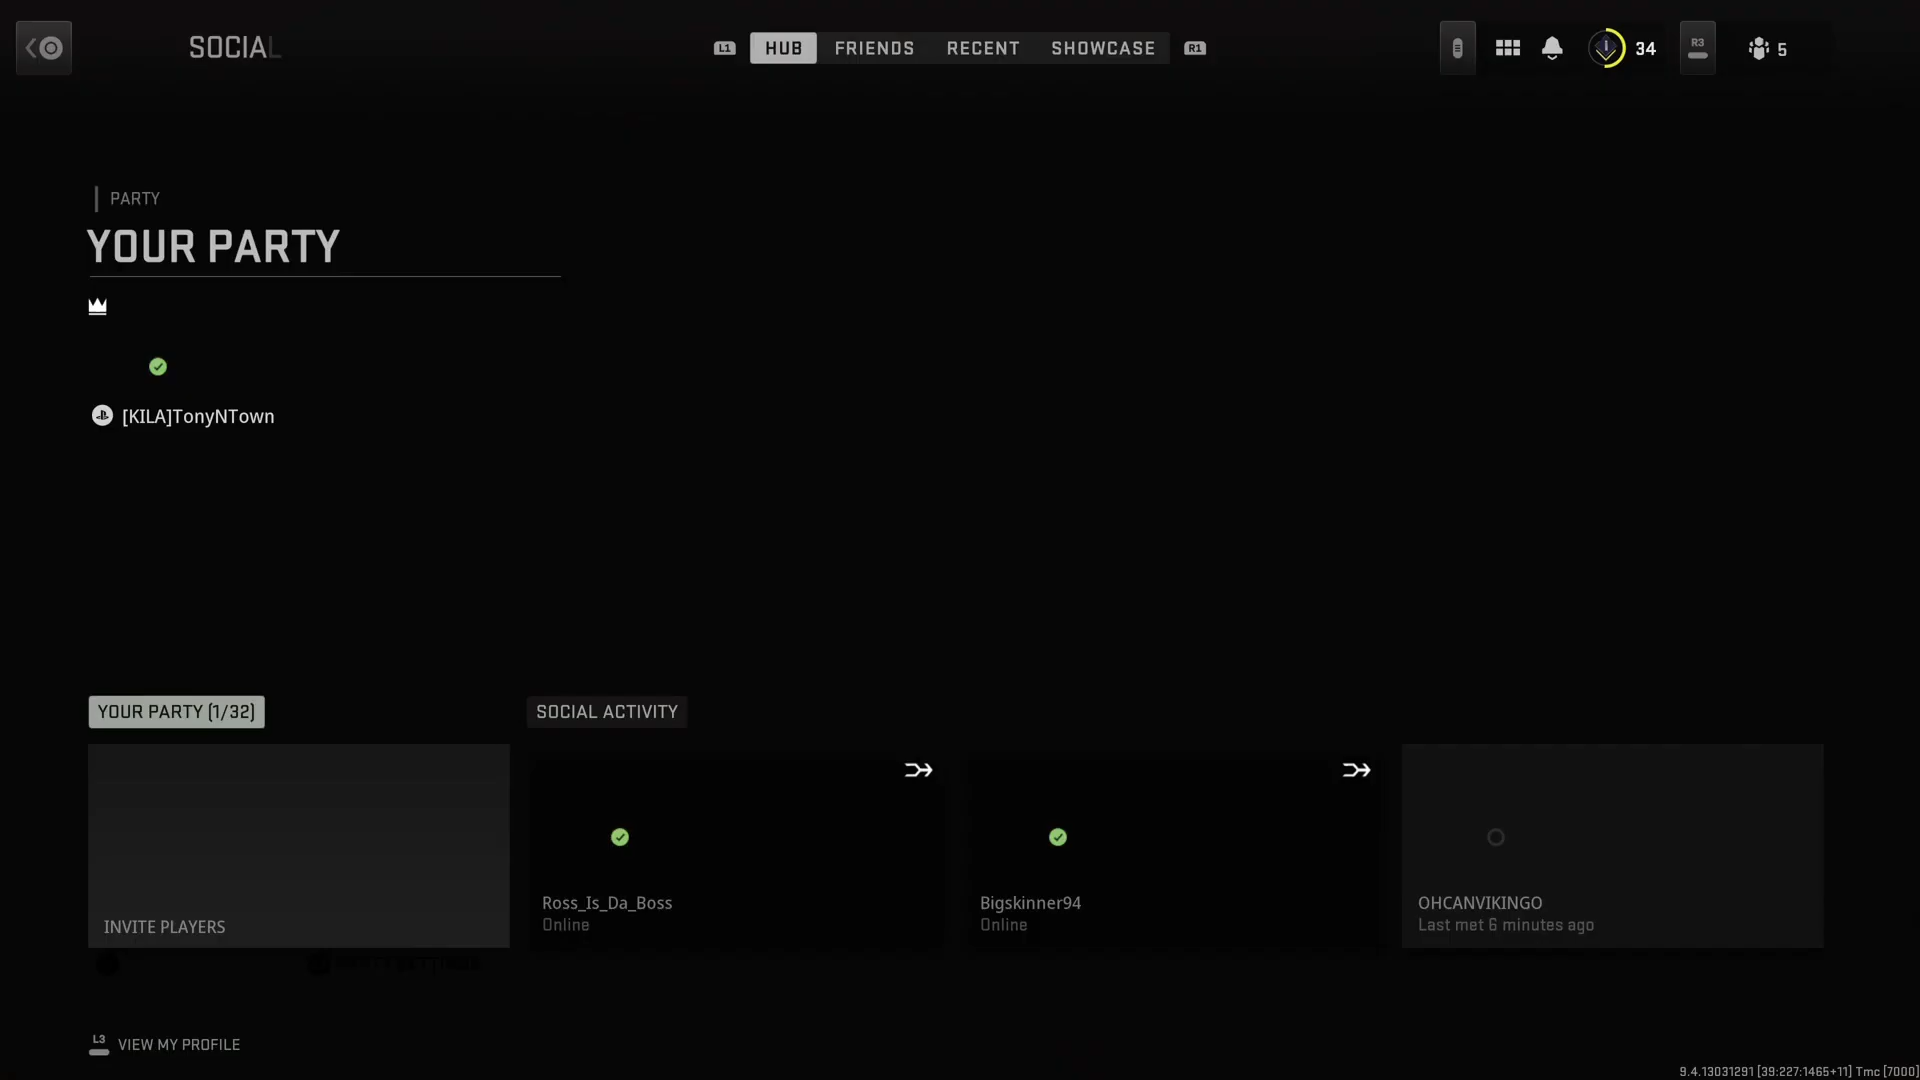 SOCIAL
L1
HUB
FRIENDS
RECENT
SHOWCASE
R1
34
R3
5
PARTY
YOUR PARTY
[KILA]TonyNTown
YOUR PARTY (1/32)
SOCIAL ACTIVITY
INVITE PLAYERS
Ross_Is_Da_Boss
Online
Bigskinner94
Online
OHCANVIKINGO
Last met 6 minutes ago
L3
VIEW MY PROFILE
9.4.13031291 [39:227:1465+11] Tmc [7000]